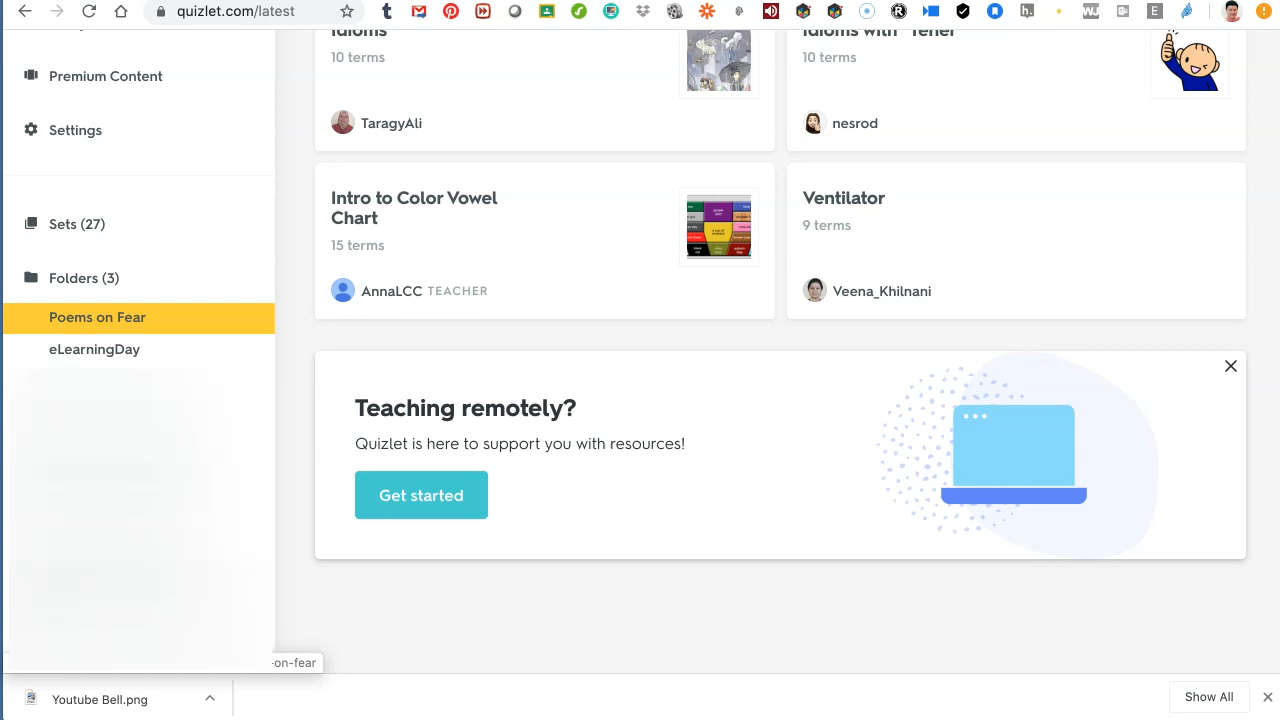 quizlet.com/latest
Premium Content
Settings
Sets (27)
Folders (3)
Poems on Fear
eLearningDay
Idioms
10 terms
TaragyAli
Idioms with
10 terms
nesrod
Intro to Color Vowel
Chart
15 terms
AnnaLCC TEACHER
Ventilator
9 terms
Veena_Khilnani
Teaching remotely?
Quizlet is here to support you with resources!
Get started
-on-fear
Youtube Bell.png
Show All